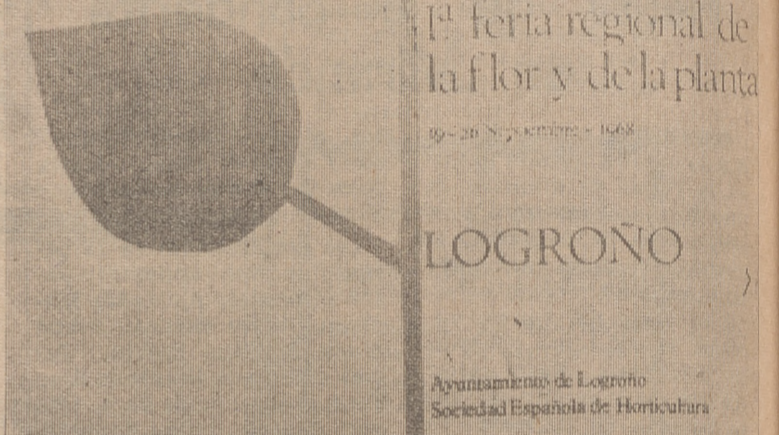 1ª feria regional de
la flor y de la planta
19-26 Septiembre - 1968
LOGROÑO
Ayuntamiento de Logroño
Sociedad Española de Horticultura